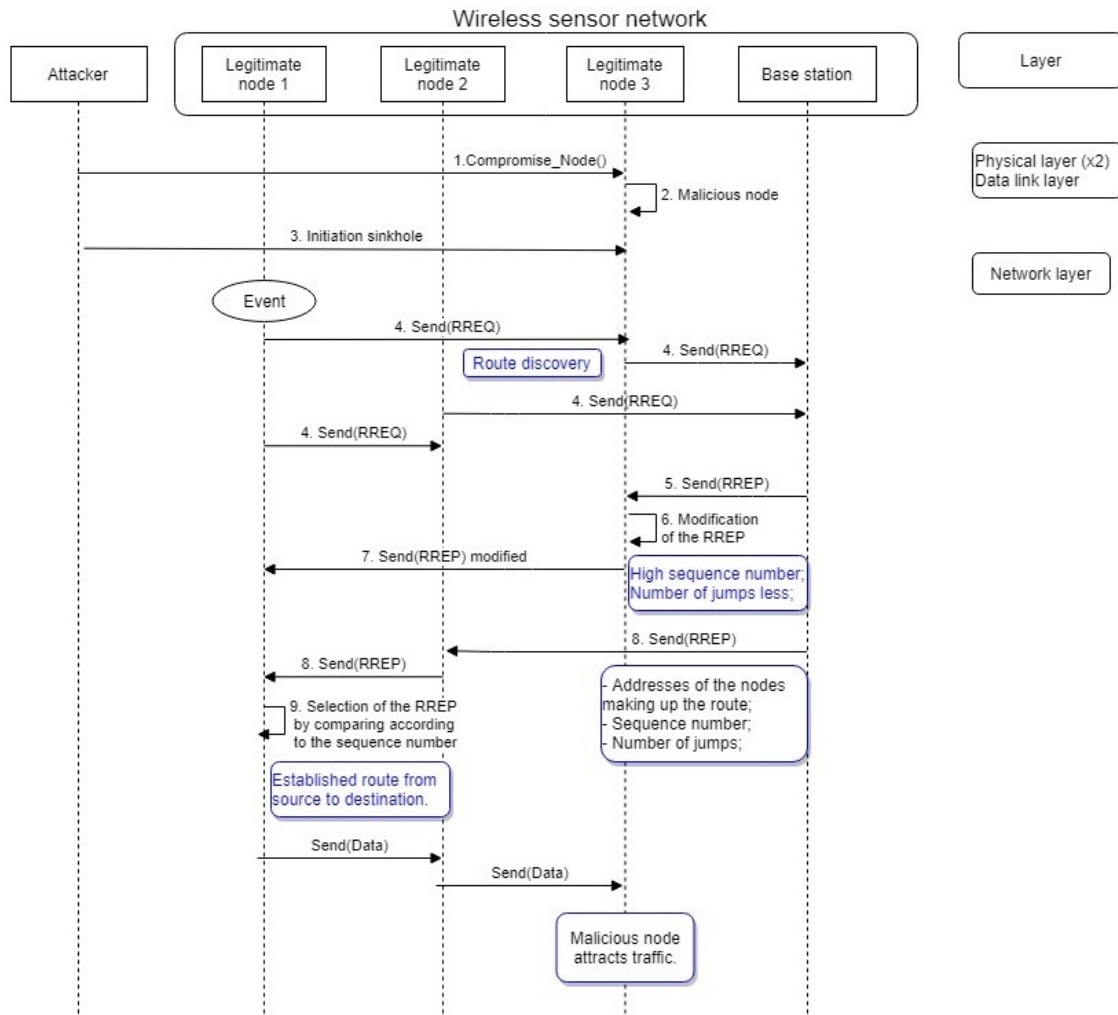 Wireless sensor network
Attacker
Legitimate
node 1
Legitimate
node 2
Legitimate
node 3
Base station
Layer
1.Compromise_Node()
Physical layer (x2)
Data link layer
2. Malicious node
3. Initiation sinkhole
Network layer
Event
4. Send(RREQ)
Route discovery
4. Send(RREQ)
4. Send(RREQ)
4. Send(RREQ)
5. Send(RREP)
6. Modification
of the RREP
7. Send(RREP) modified
High sequence number;
Number of jumps less;
8. Send(RREP)
8. Send(RREP)
- Addresses of the nodes
making up the route;
- Sequence number;
- Number of jumps;
9. Selection of the RREP
by comparing according
to the sequence number
Established route from
source to destination.
Send(Data)
Send(Data)
Malicious node
attracts traffic.